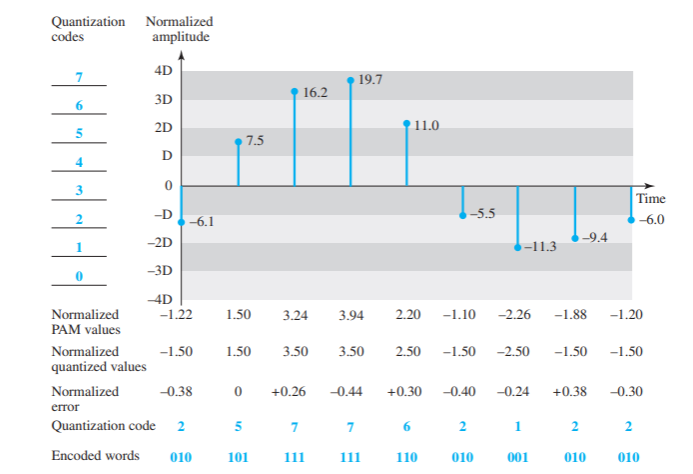 Quantization codes
Normalized amplitude
7
6
5
4
3
2
1
0
4D
3D
2D
D
0
–D
–2D
–3D
–4D
–6.1
7.5
16.2
19.7
11.0
–5.5
–11.3
–9.4
–6.0
Time
Normalized PAM values –1.22 1.50 3.24 3.94 2.20 –1.10 –2.26 –1.88 –1.20
Normalized quantized values –1.50 1.50 3.50 3.50 2.50 –1.50 –2.50 –1.50 –1.50
Normalized error –0.38 0 +0.26 –0.44 +0.30 –0.40 –0.24 +0.38 –0.30
Quantization code 2 5 7 7 6 2 1 2 2
Encoded words 010 101 111 111 110 010 001 010 010